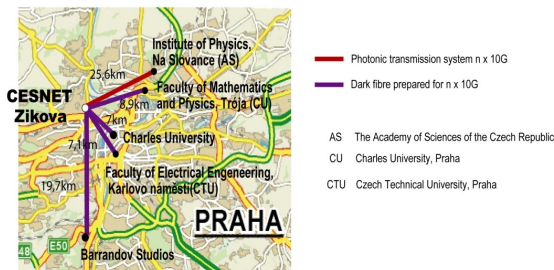 Institute of Physics,
Na Slovance (AS)
25,6km
Faculty of Mathematics
and Pfysics, Trója (CU)
8,9km
CESNET
Zikova
7km
Charles University
7,1km
Faculty of Electrical Engeneering,
Karlovo náměstí(CTU)
19,7km
PRAHA
E50
48
Barrandov Studios
Photonic transmission system n x 10G
Dark fibre prepared for n x 10G
AS The Academy of Sciences of the Czech Republic
CU Charles University, Praha
CTU Czech Technical University, Praha